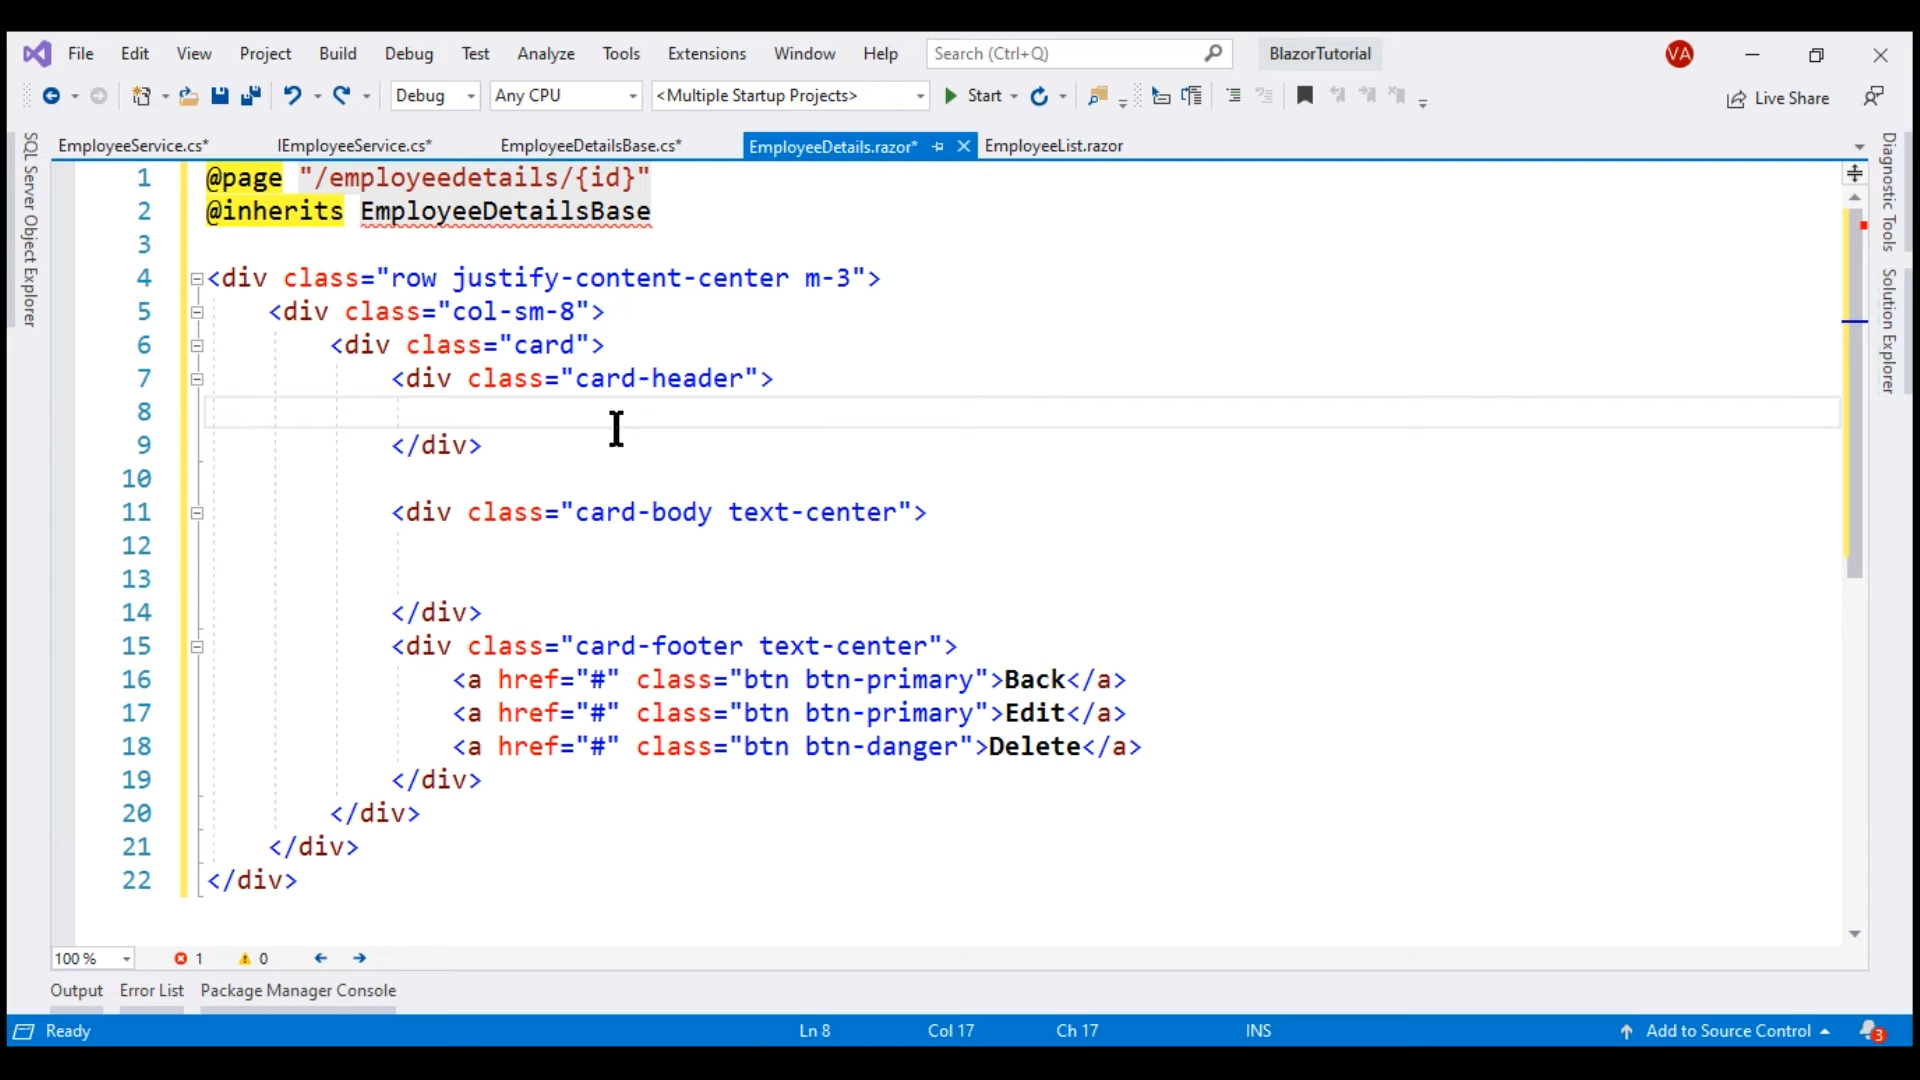 File Edit View Project Build Debug Test Analyze Tools Extensions Window Help Search (Ctrl+Q) BlazorTutorial VA
Debug Any CPU <Multiple Startup Projects> Start Live Share
EmployeeService.cs* IEmployeeService.cs* EmployeeDetailsBase.cs* EmployeeDetails.razor* EmployeeList.razor
SQL Server Object Explorer
Diagnostic Tools
Solution Explorer
1 @page "/employeedetails/{id}"
2 @inherits EmployeeDetailsBase
3
4 <div class="row justify-content-center m-3">
5 <div class="col-sm-8">
6 <div class="card">
7 <div class="card-header">
8
9 </div>
10
11 <div class="card-body text-center">
12
13
14 </div>
15 <div class="card-footer text-center">
16 <a href="#" class="btn btn-primary">Back</a>
17 <a href="#" class="btn btn-primary">Edit</a>
18 <a href="#" class="btn btn-danger">Delete</a>
19 </div>
20 </div>
21 </div>
22 </div>
100 % 1 0
Output Error List Package Manager Console
Ready Ln 8 Col 17 Ch 17 INS Add to Source Control 3